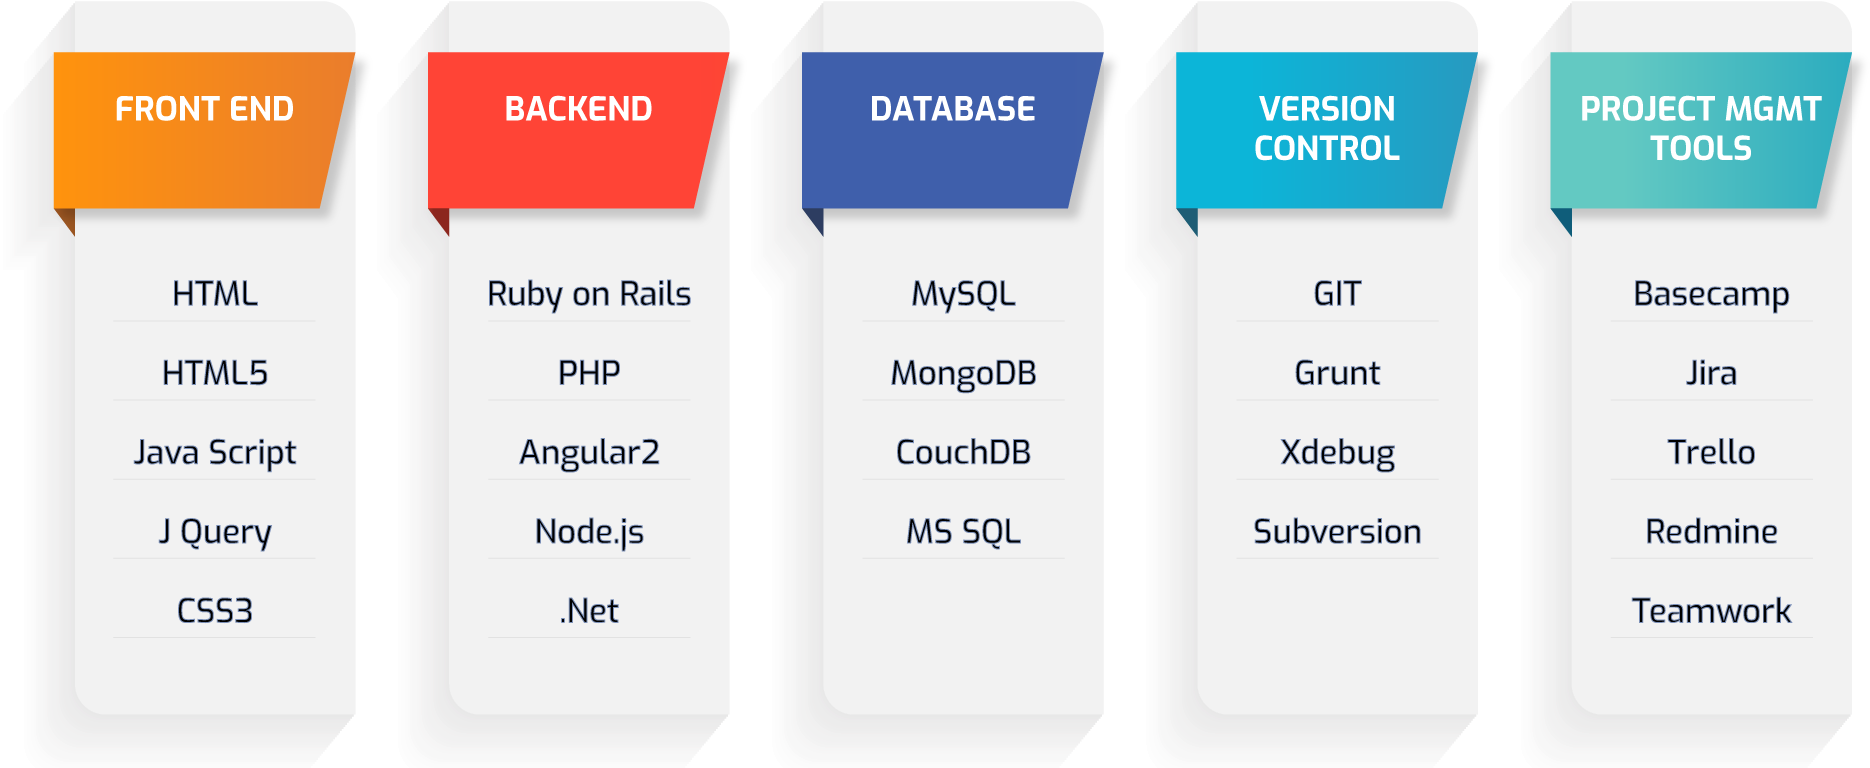 FRONT END
HTML
HTML5
Java Script
J Query
CSS3
BACKEND
Ruby on Rails
PHP
Angular2
Node.js
.Net
DATABASE
MySQL
MongoDB
CouchDB
MS SQL
VERSION
CONTROL
GIT
Grunt
Xdebug
Subversion
PROJECT MGMT
TOOLS
Basecamp
Jira
Trello
Redmine
Teamwork